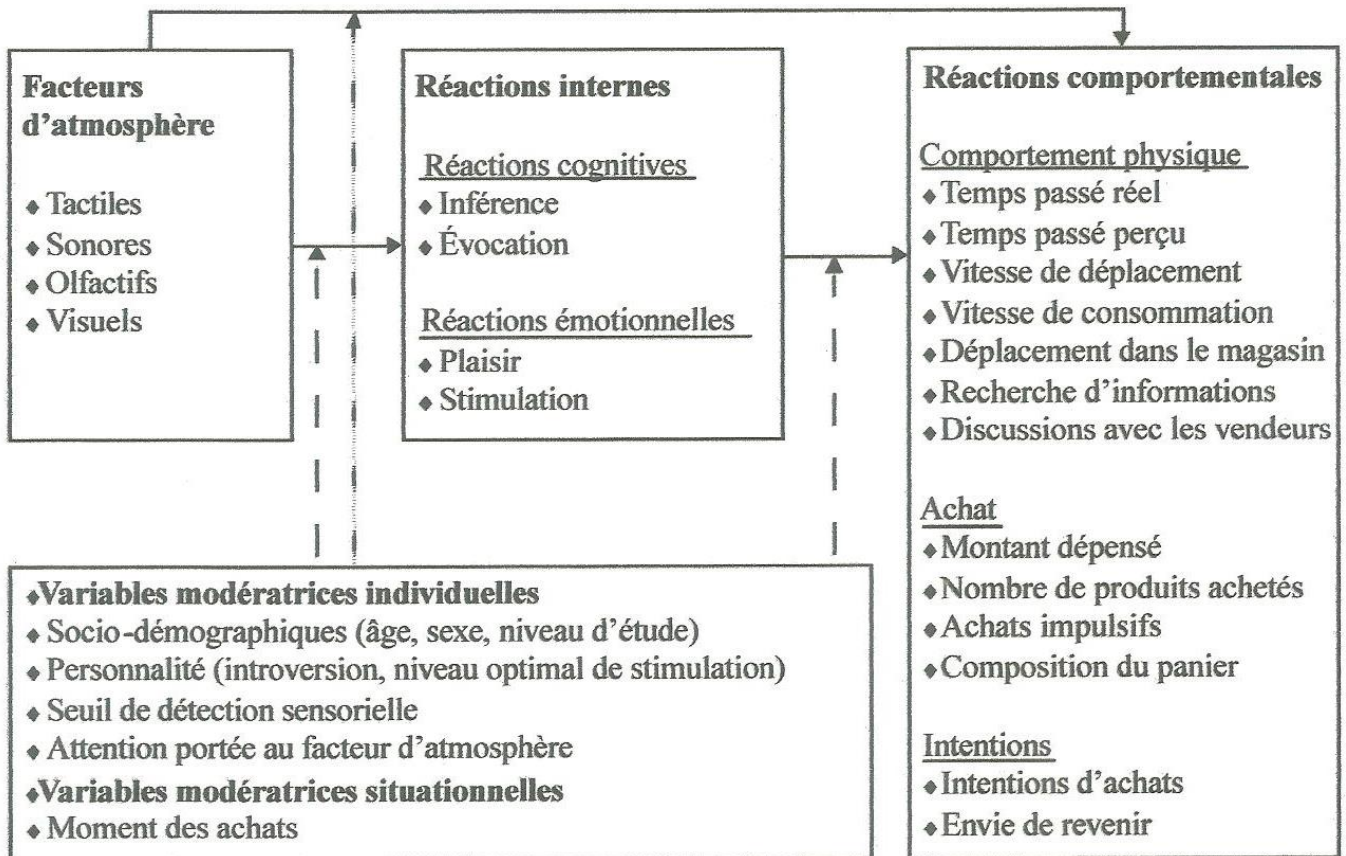 Facteurs
d'atmosphère
♦ Tactiles
♦ Sonores
♦ Olfactifs
♦ Visuels
Réactions internes
Réactions cognitives
♦ Inférence
♦ Évocation
Réactions émotionnelles
♦ Plaisir
♦ Stimulation
Réactions comportementales
Comportement physique
♦ Temps passé réel
♦ Temps passé perçu
♦ Vitesse de déplacement
♦ Vitesse de consommation
♦ Déplacement dans le magasin
♦ Recherche d'informations
♦ Discussions avec les vendeurs
Achat
♦ Montant dépensé
♦ Nombre de produits achetés
♦ Achats impulsifs
♦ Composition du panier
Intentions
♦ Intentions d'achats
♦ Envie de revenir
♦Variables modératrices individuelles
♦ Socio-démographiques (âge, sexe, niveau d'étude)
♦ Personnalité (introversion, niveau optimal de stimulation)
♦ Seuil de détection sensorielle
♦ Attention portée au facteur d'atmosphère
♦Variables modératrices situationnelles
♦ Moment des achats